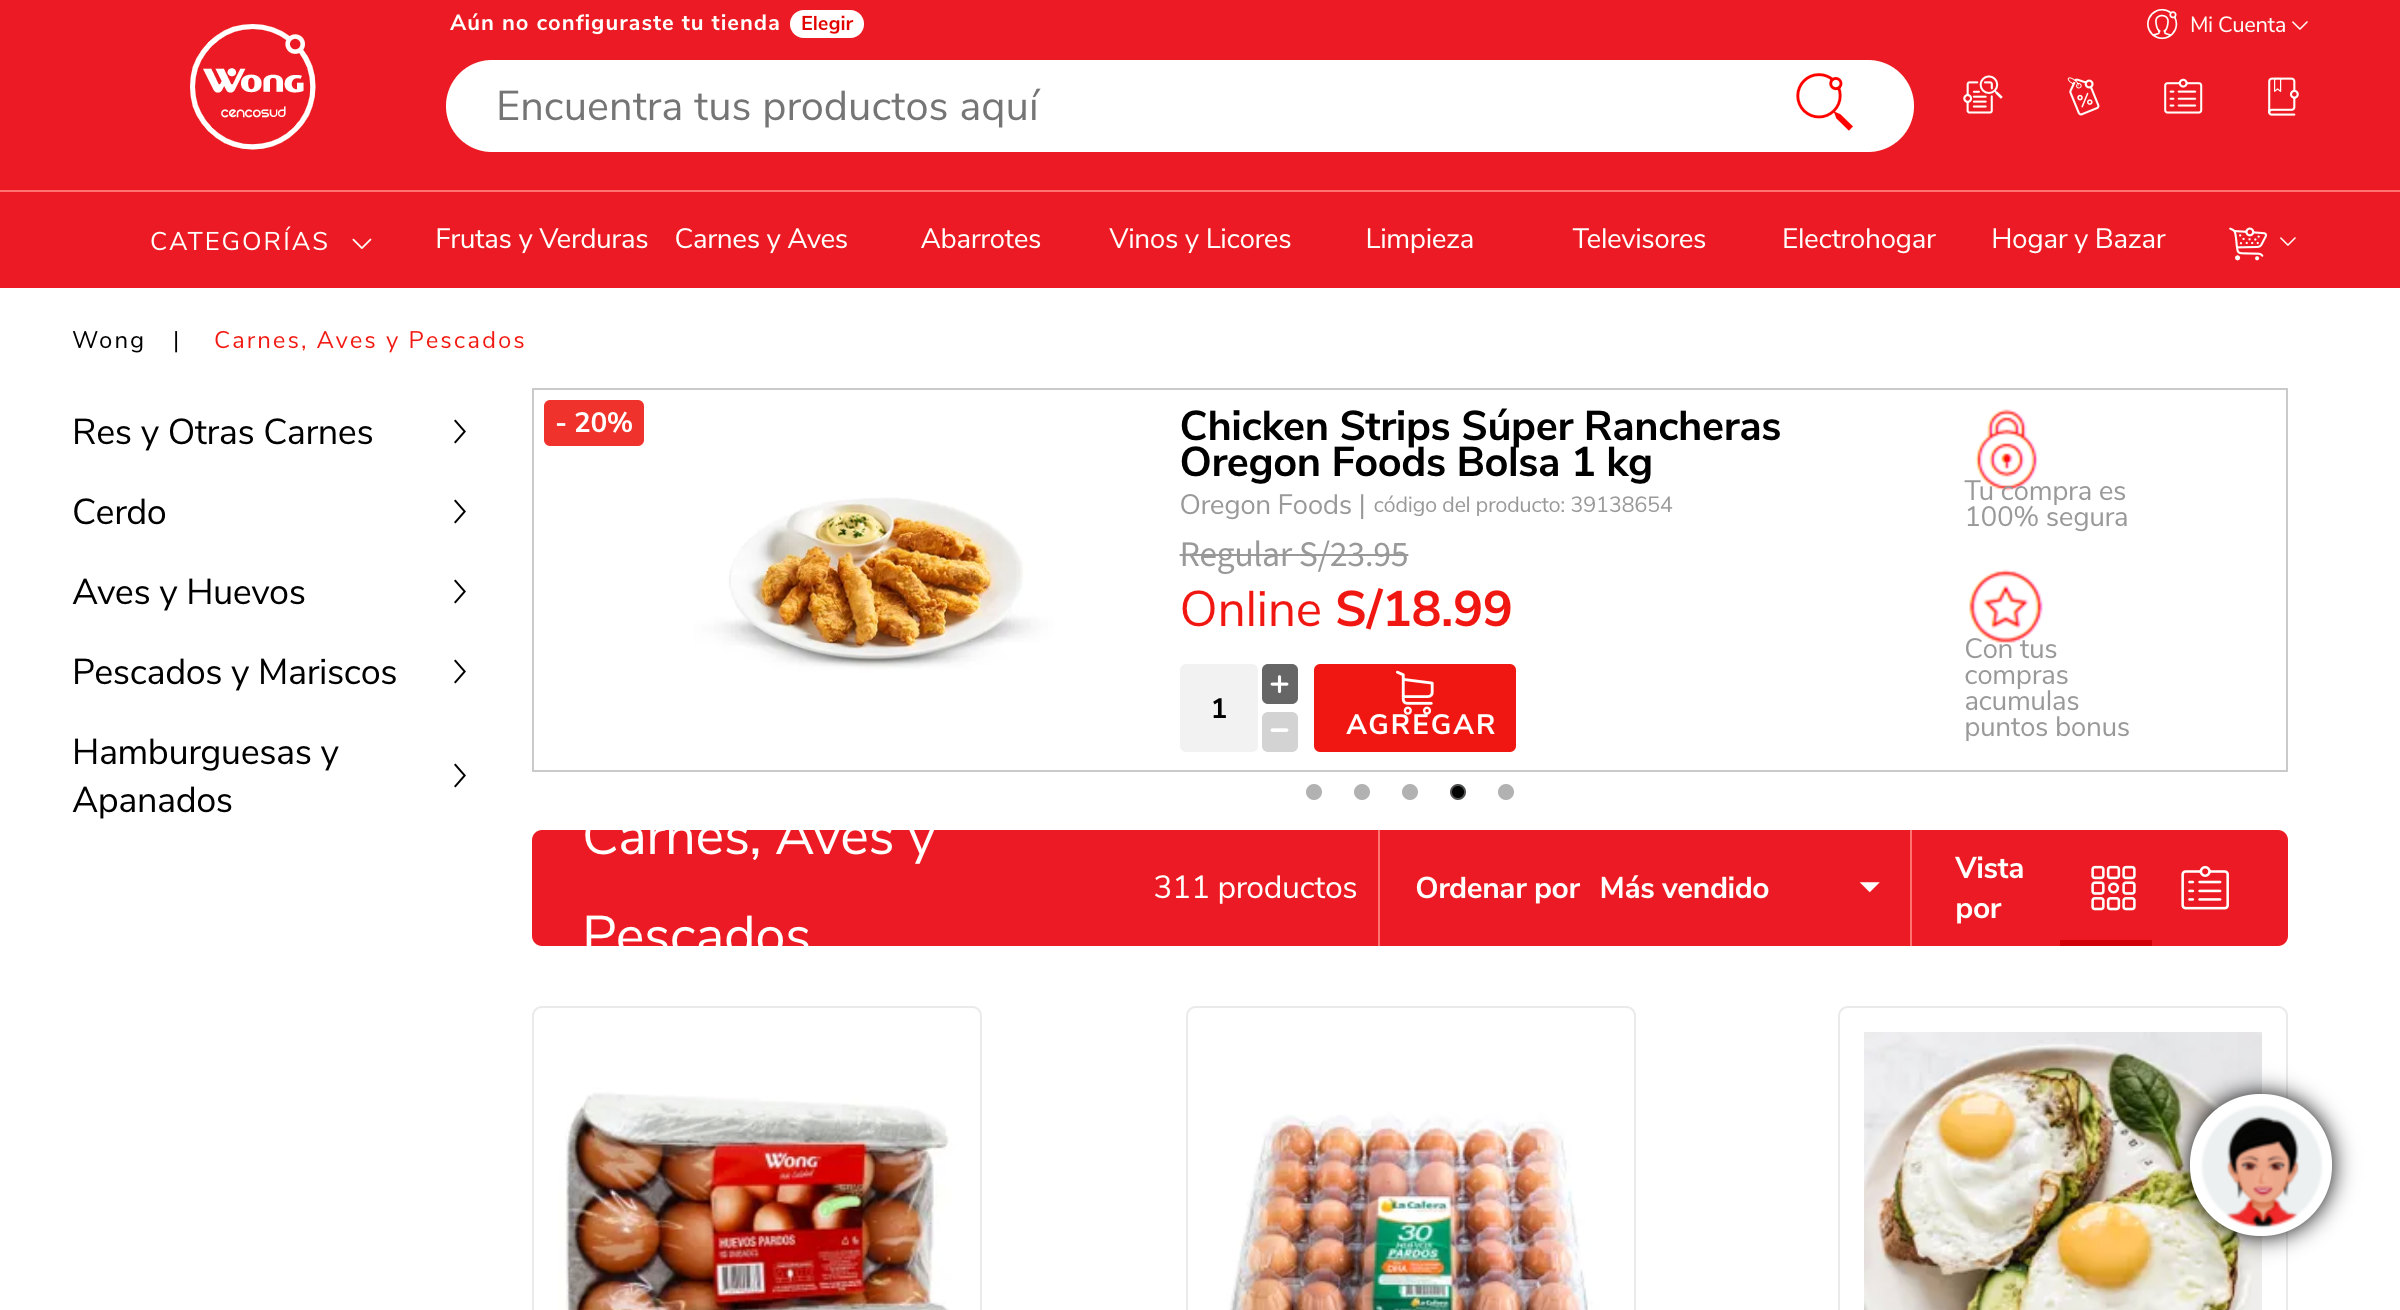 Aún no configuraste tu tienda Elegir
Mi Cuenta
Wong
cencosud
Encuentra tus productos aquí
CATEGORÍAS Frutas y Verduras Carnes y Aves Abarrotes Vinos y Licores Limpieza Televisores Electrohogar Hogar y Bazar
Wong | Carnes, Aves y Pescados
Res y Otras Carnes
Cerdo
Aves y Huevos
Pescados y Mariscos
Hamburguesas y
Apanados
- 20%
Chicken Strips Súper Rancheras
Oregon Foods Bolsa 1 kg
Oregon Foods | código del producto: 39138654
Regular S/23.95
Online S/18.99
1
+
−
AGREGAR
Tu compra es
100% segura
Con tus
compras
acumulas
puntos bonus
Carnes, Aves y
Pescados
311 productos
Ordenar por Más vendido
Vista
por
Wong
HUEVOS PARDOS
La Calera
30
HUEVOS
PARDOS
La Calera